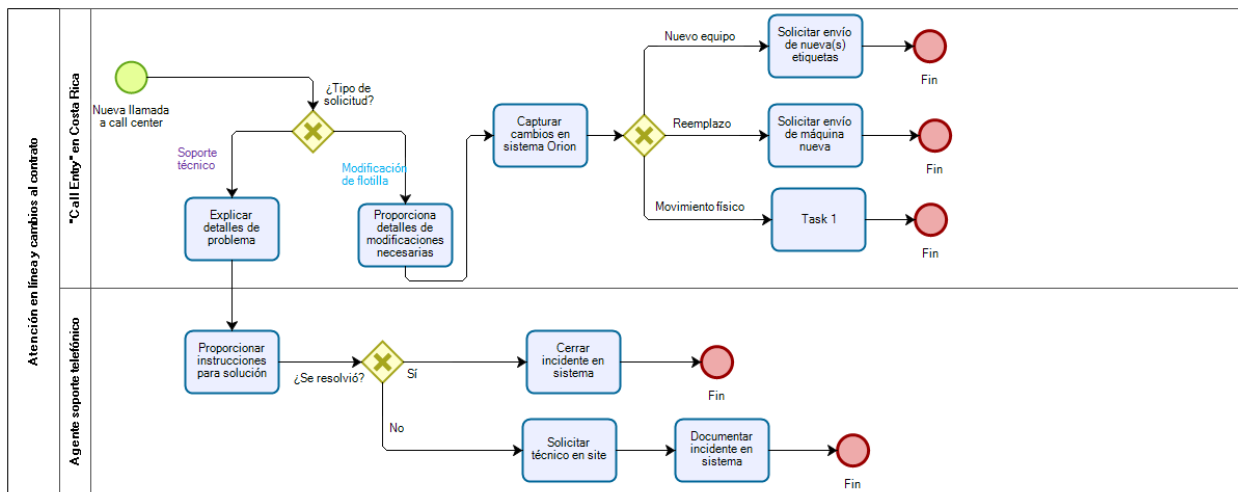 Atención en línea y cambios al contrato
"Call Entry" en Costa Rica
Nueva llamada
a call center
¿Tipo de
solicitud?
Soporte
técnico
Modificación
de flotilla
Explicar
detalles de
problema
Proporciona
detalles de
modificaciones
necesarias
Capturar
cambios en
sistema Orion
Nuevo equipo
Solicitar envío
de nueva(s)
etiquetas
Fin
Reemplazo
Solicitar envío
de máquina
nueva
Fin
Movimiento físico
Task 1
Fin
Agente soporte telefónico
Proporcionar
instrucciones
para solución
¿Se resolvió?
Sí
Cerrar
incidente en
sistema
Fin
No
Solicitar
técnico en site
Documentar
incidente en
sistema
Fin